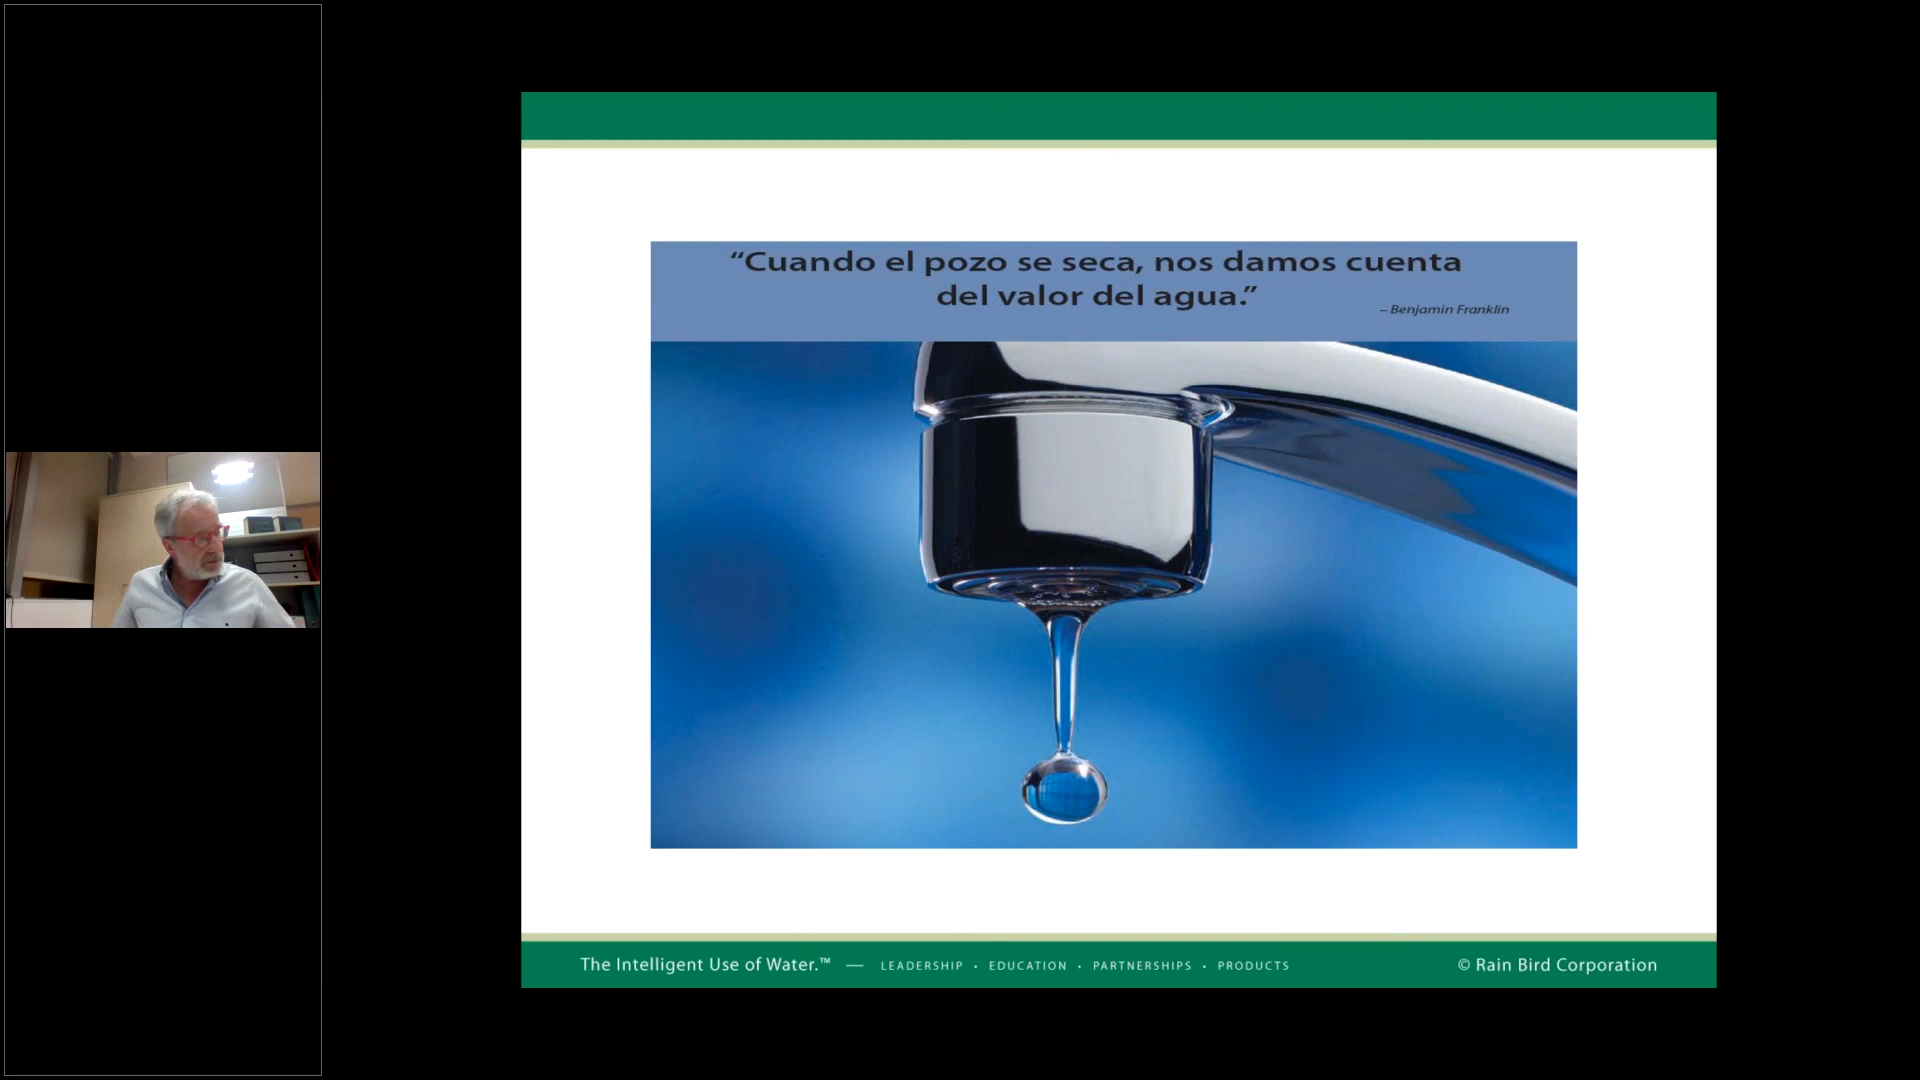 “Cuando el pozo se seca, nos damos cuenta
del valor del agua.”
– Benjamin Franklin
The Intelligent Use of Water.™ — LEADERSHIP • EDUCATION • PARTNERSHIPS • PRODUCTS
© Rain Bird Corporation